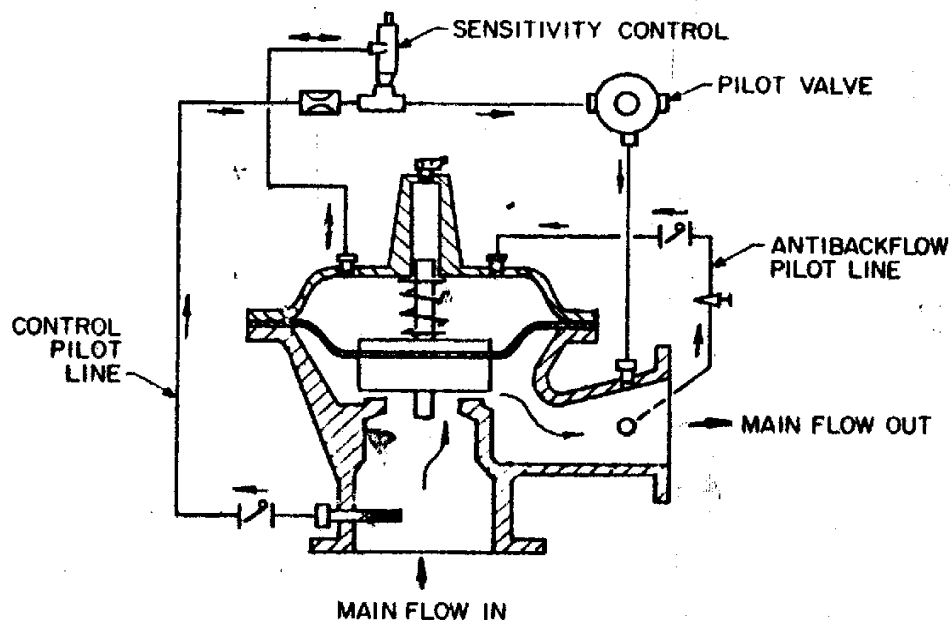 SENSITIVITY CONTROL
PILOT VALVE
ANTIBACKFLOW
PILOT LINE
CONTROL
PILOT
LINE
MAIN FLOW OUT
MAIN FLOW IN